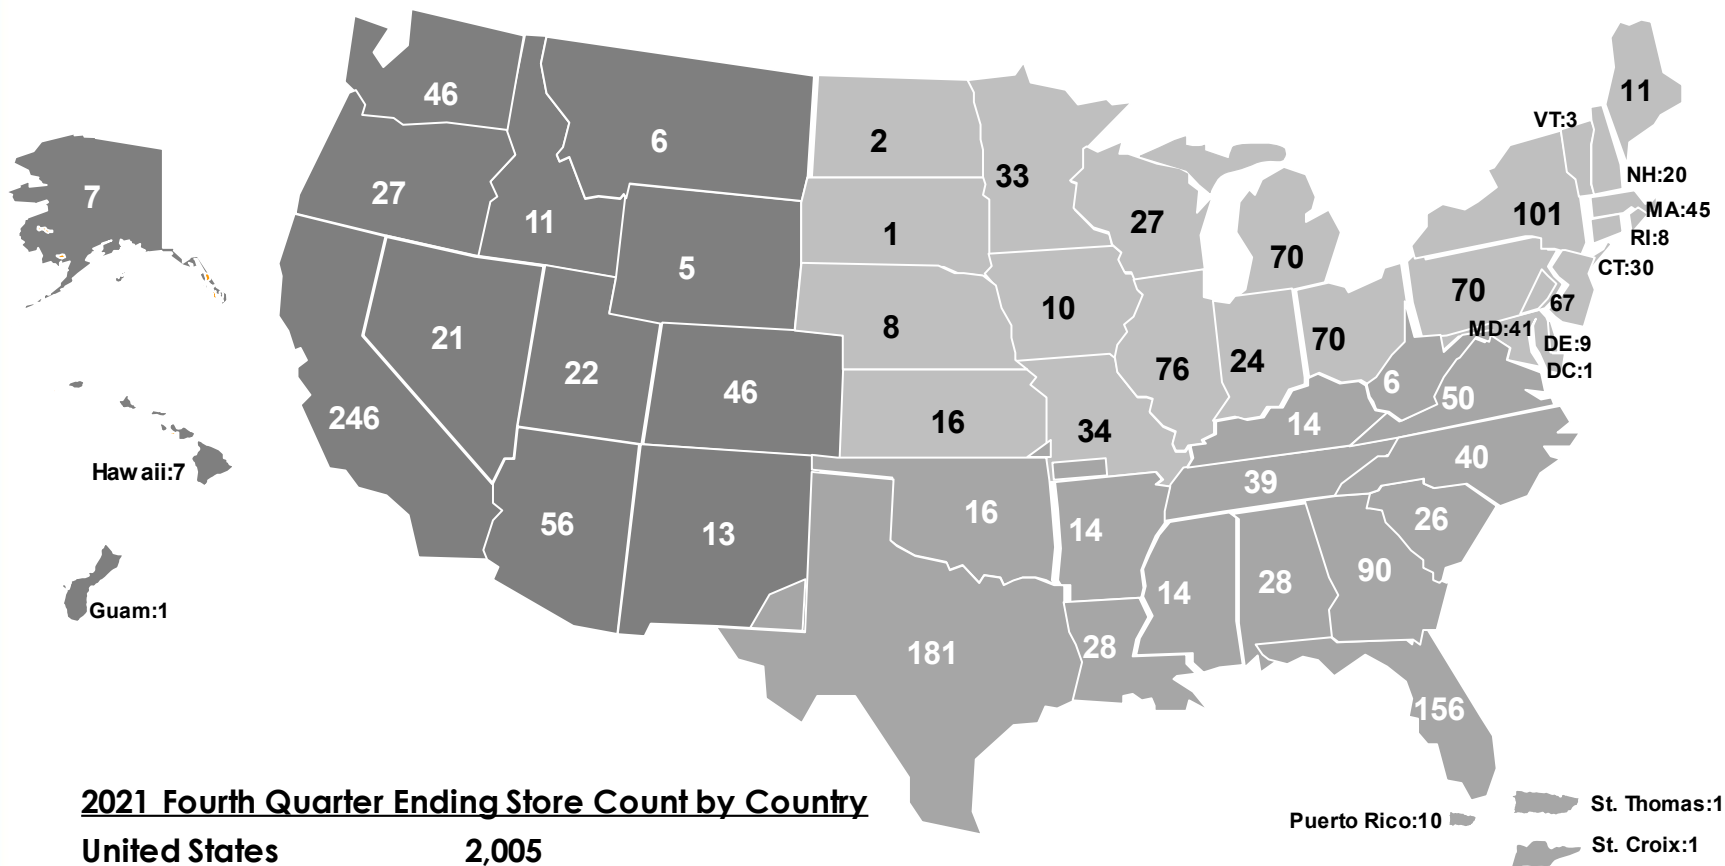 11
46
VT:3
6
2
33
NH:20
7
27
11
101
MA:45
1
27
RI:8
5
70
CT:30
70
67
10
21
8
70
MD:41
DE:9
24
76
22
DC:1
46
6
50
246
16
34
14
40
Hawaii:7
39
56
13
16
14
26
90
28
14
Guam:1
181
28
156
2021 Fourth Quarter Ending Store Count by Country
St. Thomas:1
Puerto Rico:10
United States 2,005
St. Croix:1